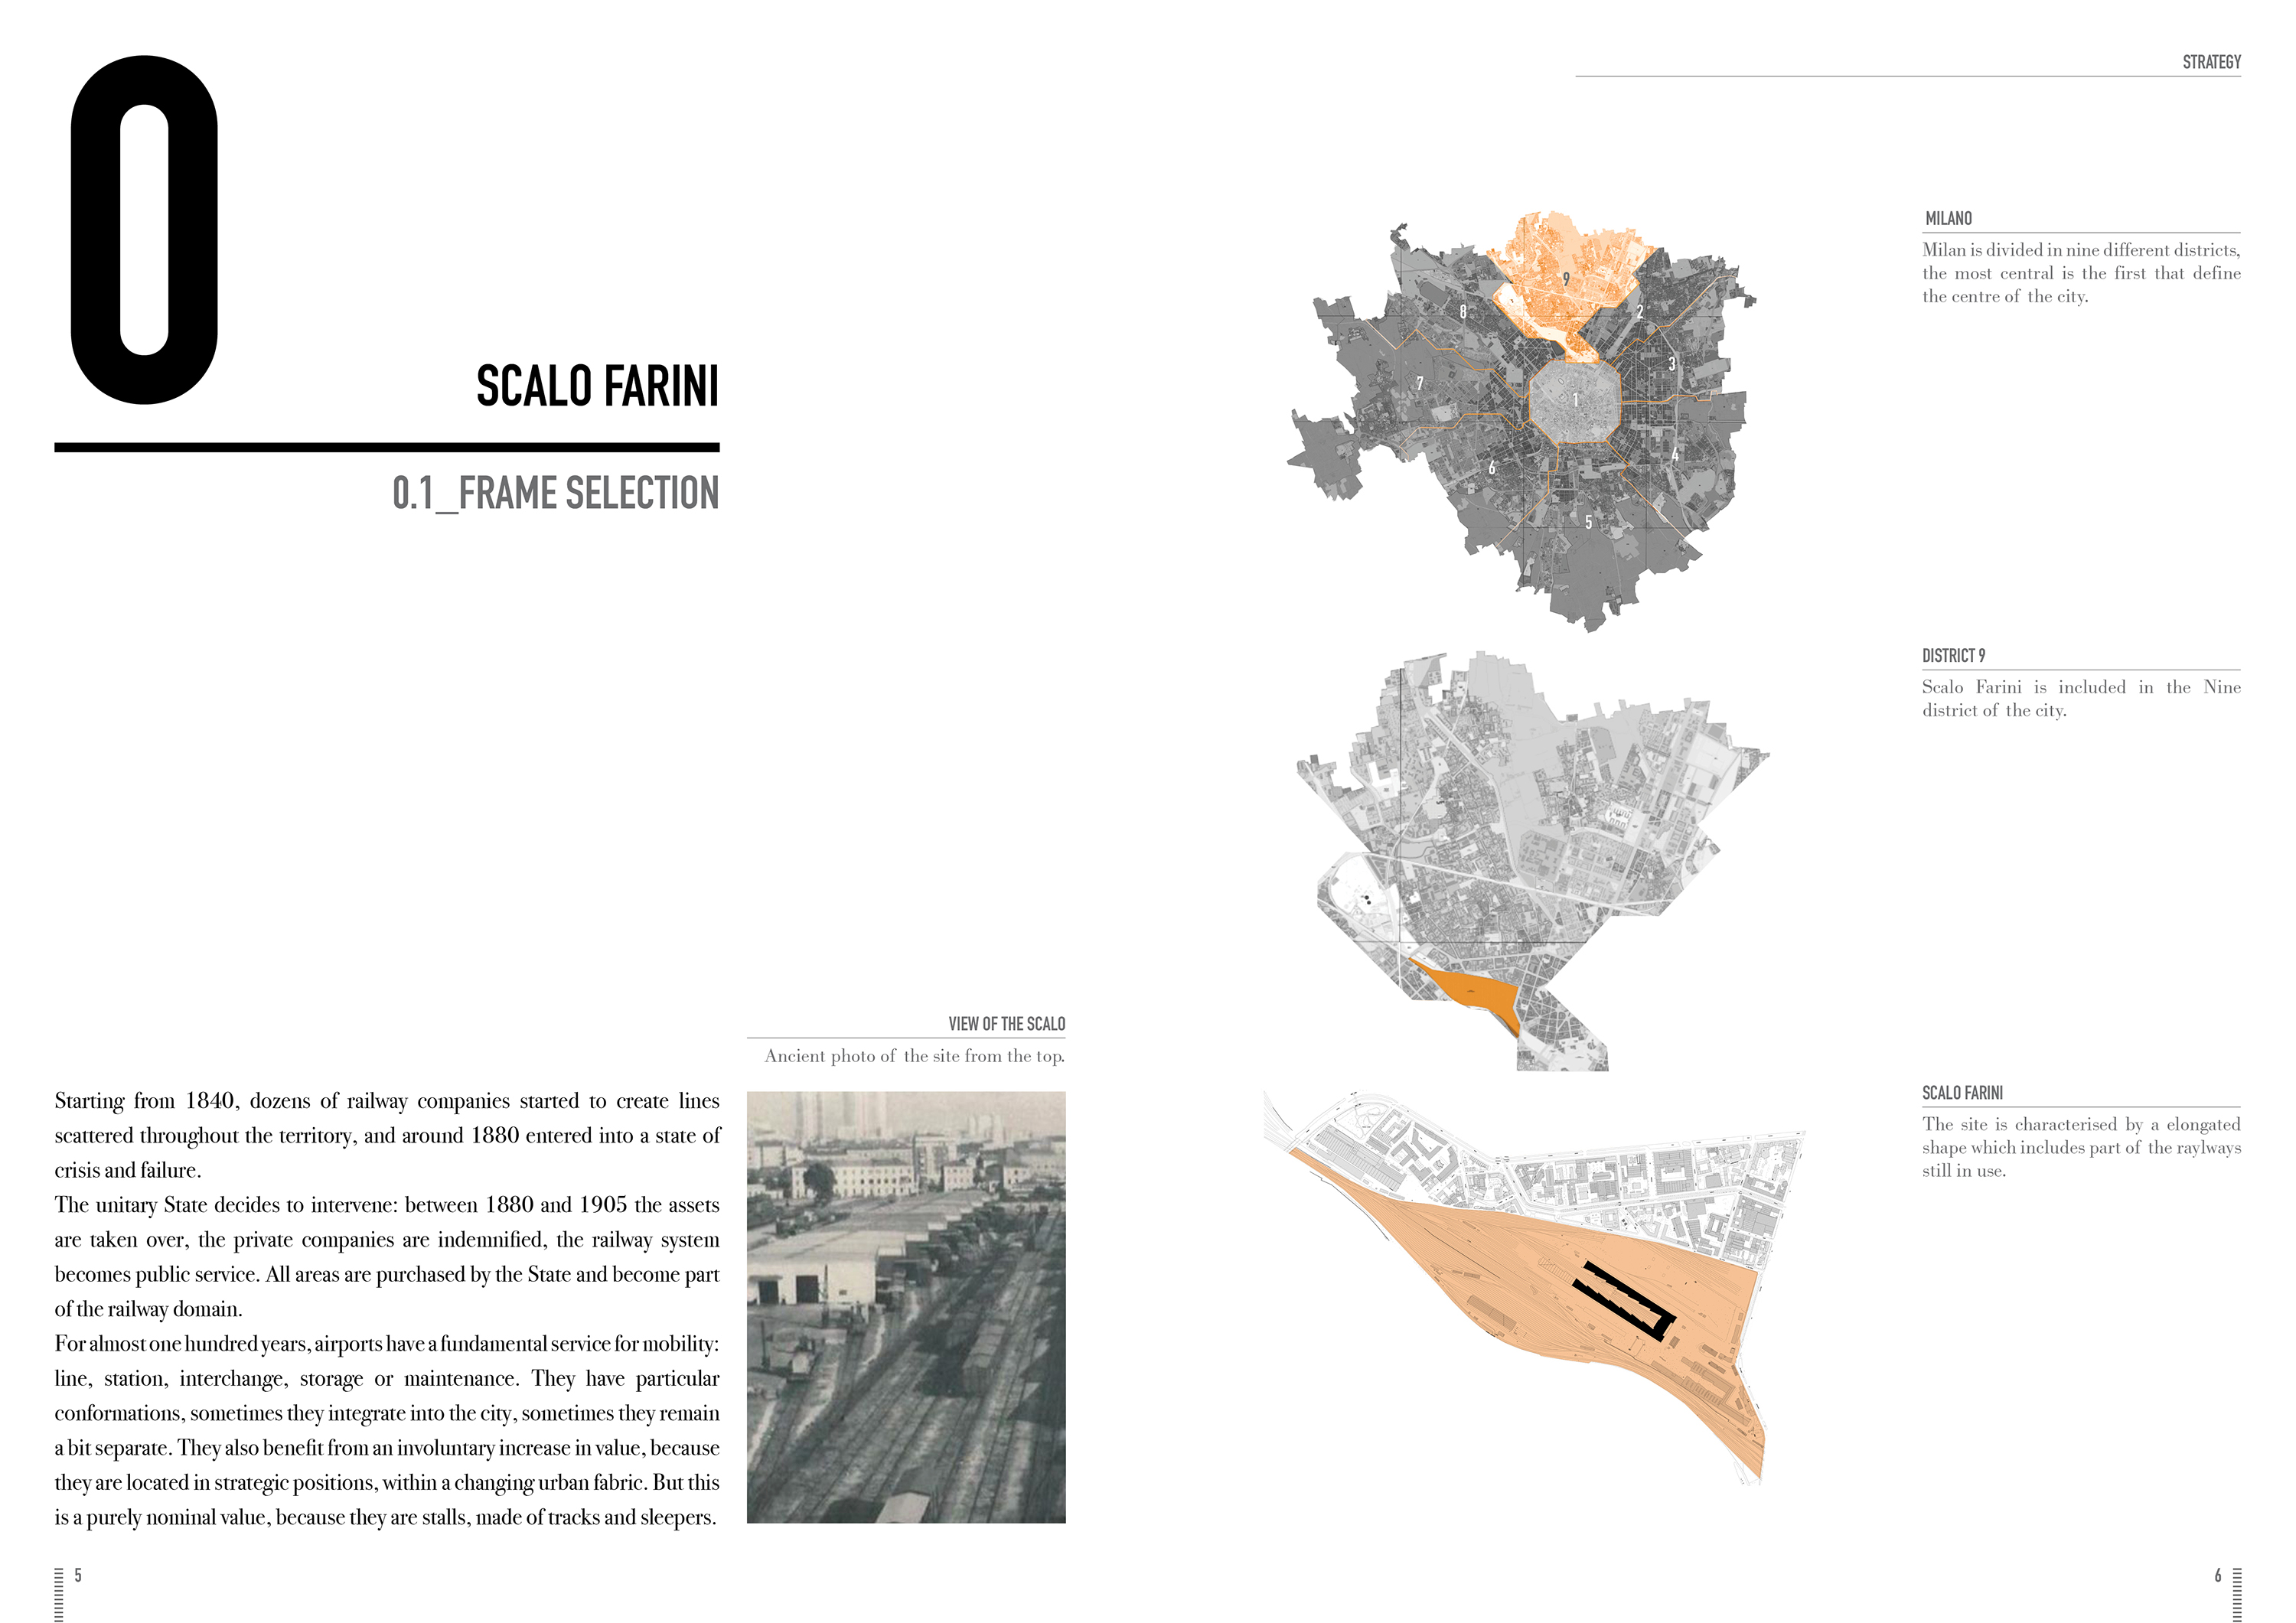 0
SCALO FARINI
0.1_FRAME SELECTION
VIEW OF THE SCALO
Ancient photo of the site from the top.
Starting from 1840, dozens of railway companies started to create lines
scattered throughout the territory, and around 1880 entered into a state of
crisis and failure.
The unitary State decides to intervene: between 1880 and 1905 the assets
are taken over, the private companies are indemnified, the railway system
becomes public service. All areas are purchased by the State and become part
of the railway domain.
For almost one hundred years, airports have a fundamental service for mobility:
line, station, interchange, storage or maintenance. They have particular
conformations, sometimes they integrate into the city, sometimes they remain
a bit separate. They also benefit from an involuntary increase in value, because
they are located in strategic positions, within a changing urban fabric. But this
is a purely nominal value, because they are stalls, made of tracks and sleepers.
5
STRATEGY
9
8
2
3
7
1
4
6
5
MILANO
Milan is divided in nine different districts,
the most central is the first that define
the centre of the city.
DISTRICT 9
Scalo Farini is included in the Nine
district of the city.
SCALO FARINI
The site is characterised by a elongated
shape which includes part of the raylways
still in use.
6